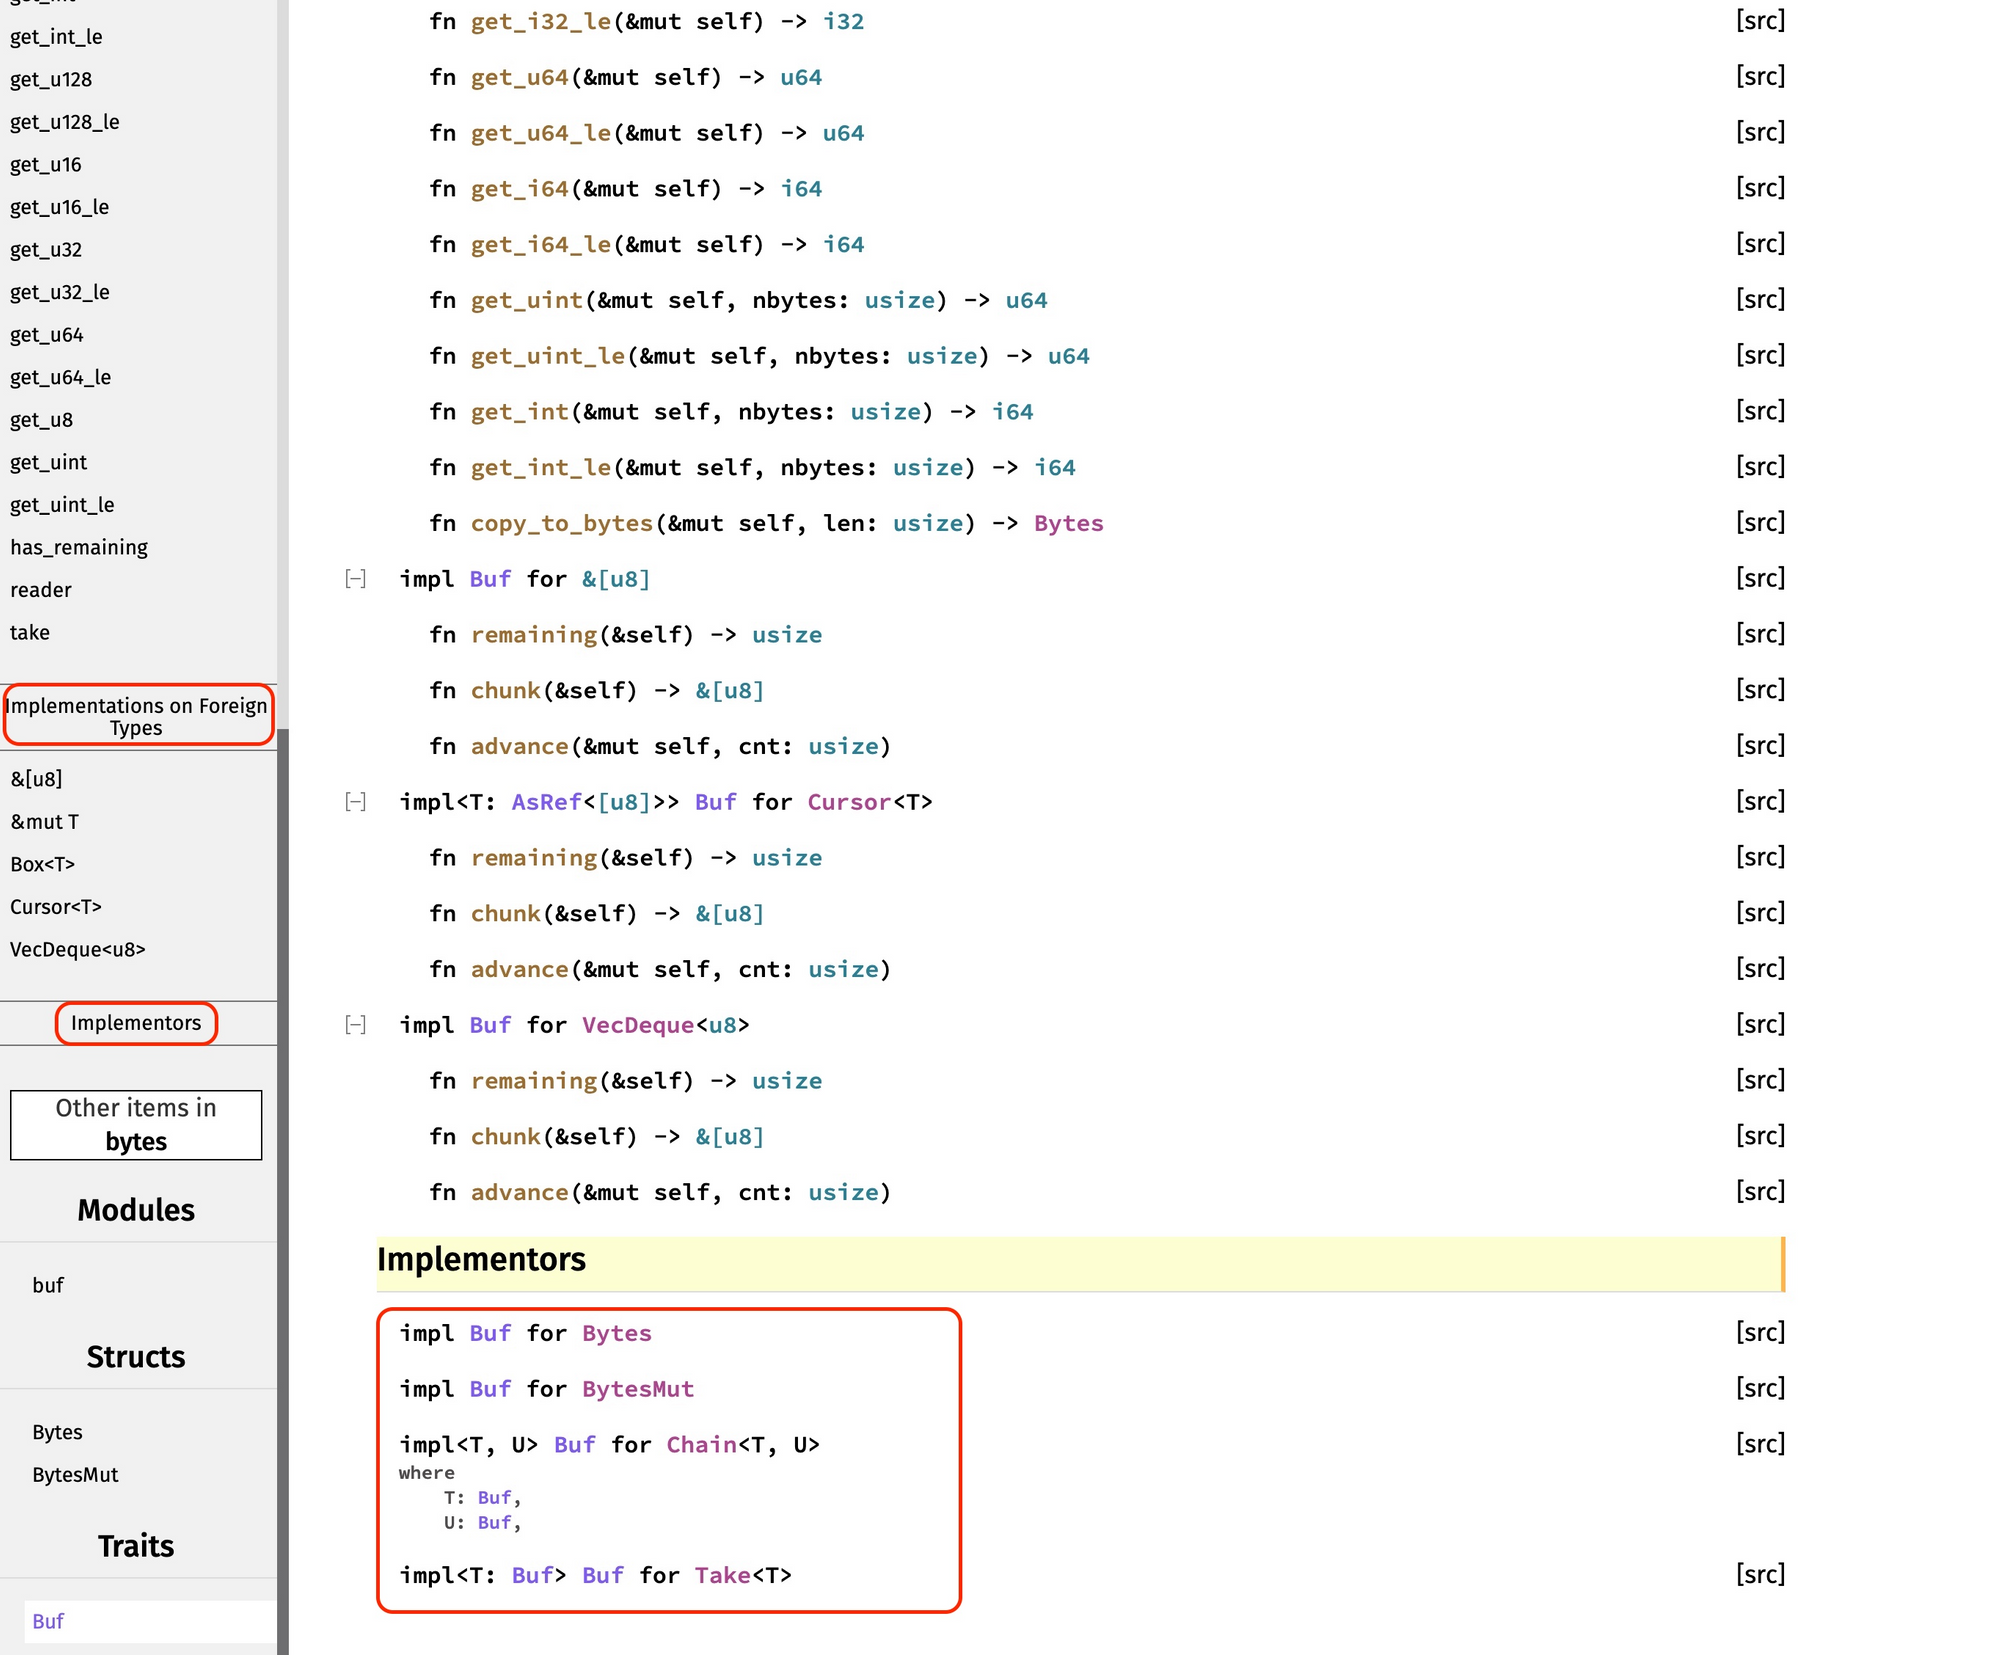 get_int_le
get_u128
get_u128_le
get_u16
get_u16_le
get_u32
get_u32_le
get_u64
get_u64_le
get_u8
get_uint
get_uint_le
has_remaining
reader
take
Implementations on Foreign
Types
&[u8]
&mut T
Box<T>
Cursor<T>
VecDeque<u8>
Implementors
Other items in
bytes
Modules
buf
Structs
Bytes
BytesMut
Traits
Buf
fn get_i32_le(&mut self) -> i32 [src]
fn get_u64(&mut self) -> u64 [src]
fn get_u64_le(&mut self) -> u64 [src]
fn get_i64(&mut self) -> i64 [src]
fn get_i64_le(&mut self) -> i64 [src]
fn get_uint(&mut self, nbytes: usize) -> u64 [src]
fn get_uint_le(&mut self, nbytes: usize) -> u64 [src]
fn get_int(&mut self, nbytes: usize) -> i64 [src]
fn get_int_le(&mut self, nbytes: usize) -> i64 [src]
fn copy_to_bytes(&mut self, len: usize) -> Bytes [src]
[−] impl Buf for &[u8] [src]
fn remaining(&self) -> usize [src]
fn chunk(&self) -> &[u8] [src]
fn advance(&mut self, cnt: usize) [src]
[−] impl<T: AsRef<[u8]>> Buf for Cursor<T> [src]
fn remaining(&self) -> usize [src]
fn chunk(&self) -> &[u8] [src]
fn advance(&mut self, cnt: usize) [src]
[−] impl Buf for VecDeque<u8> [src]
fn remaining(&self) -> usize [src]
fn chunk(&self) -> &[u8] [src]
fn advance(&mut self, cnt: usize) [src]
Implementors
impl Buf for Bytes [src]
impl Buf for BytesMut [src]
impl<T, U> Buf for Chain<T, U> [src]
where
T: Buf,
U: Buf,
impl<T: Buf> Buf for Take<T> [src]